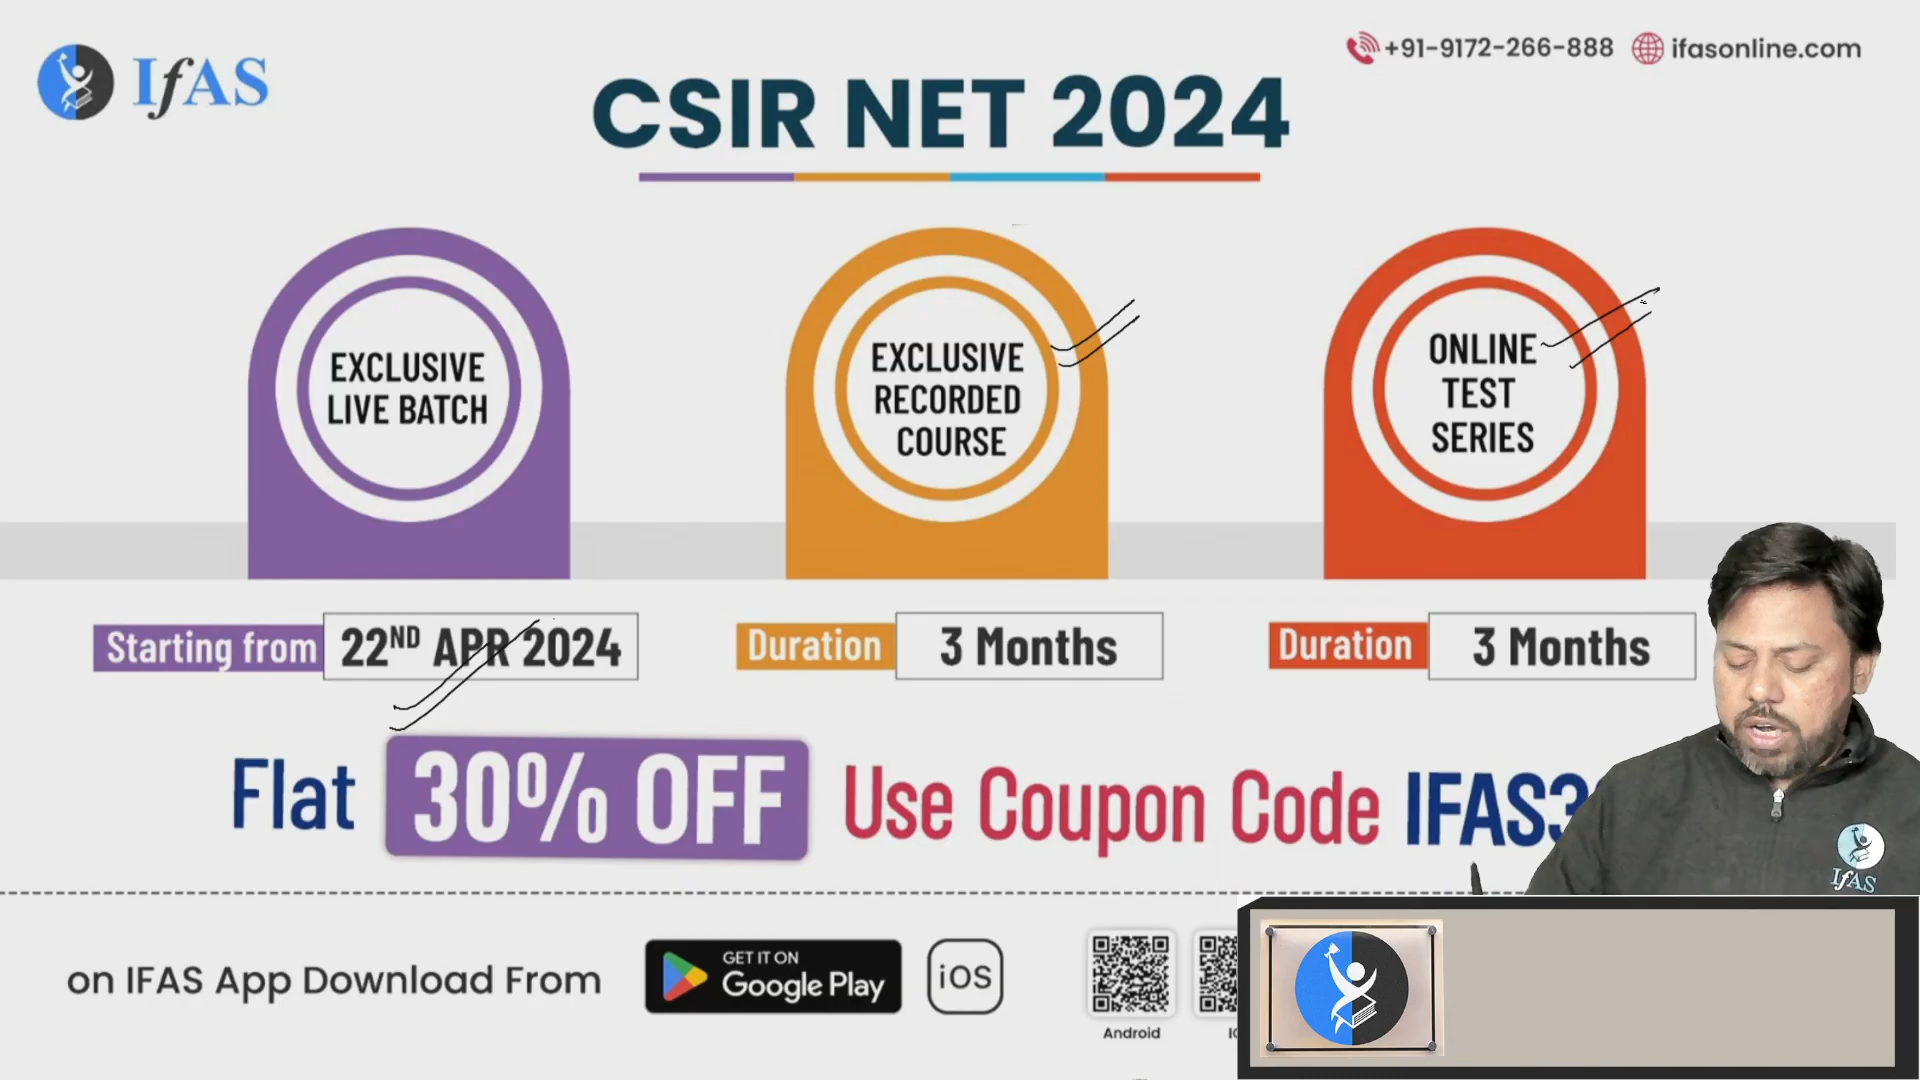 IfAS
+91-9172-266-888
ifasonline.com
CSIR NET 2024
EXCLUSIVE
LIVE BATCH
EXCLUSIVE
RECORDED
COURSE
ONLINE
TEST
SERIES
Starting from 22ND APR 2024
Duration 3 Months
Duration 3 Months
Flat 30% OFF Use Coupon Code
on IFAS App Download From
GET IT ON
Google Play
iOS
Android
IfAS